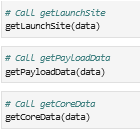 # Call getLaunchSite
getLaunchSite(data)
# Call getPayloadData
getPayloadData(data)
# Call getCoreData
getCoreData(data)